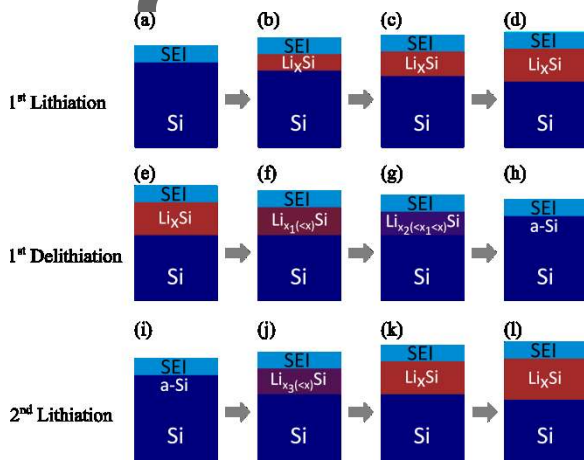 (a) (b) (c) (d)
SEI SEI SEI SEI
LiXSi LiXSi LiXSi
1st Lithiation
Si Si Si Si
(e) (f) (g) (h)
SEI SEI SEI SEI
LiXSi Lix1(<x)Si Lix2(<x1<x)Si a-Si
1st Delithiation
Si Si Si Si
(i) (j) (k) (l)
SEI SEI SEI SEI
a-Si Lix3(<x)Si LiXSi LiXSi
2nd Lithiation
Si Si Si Si